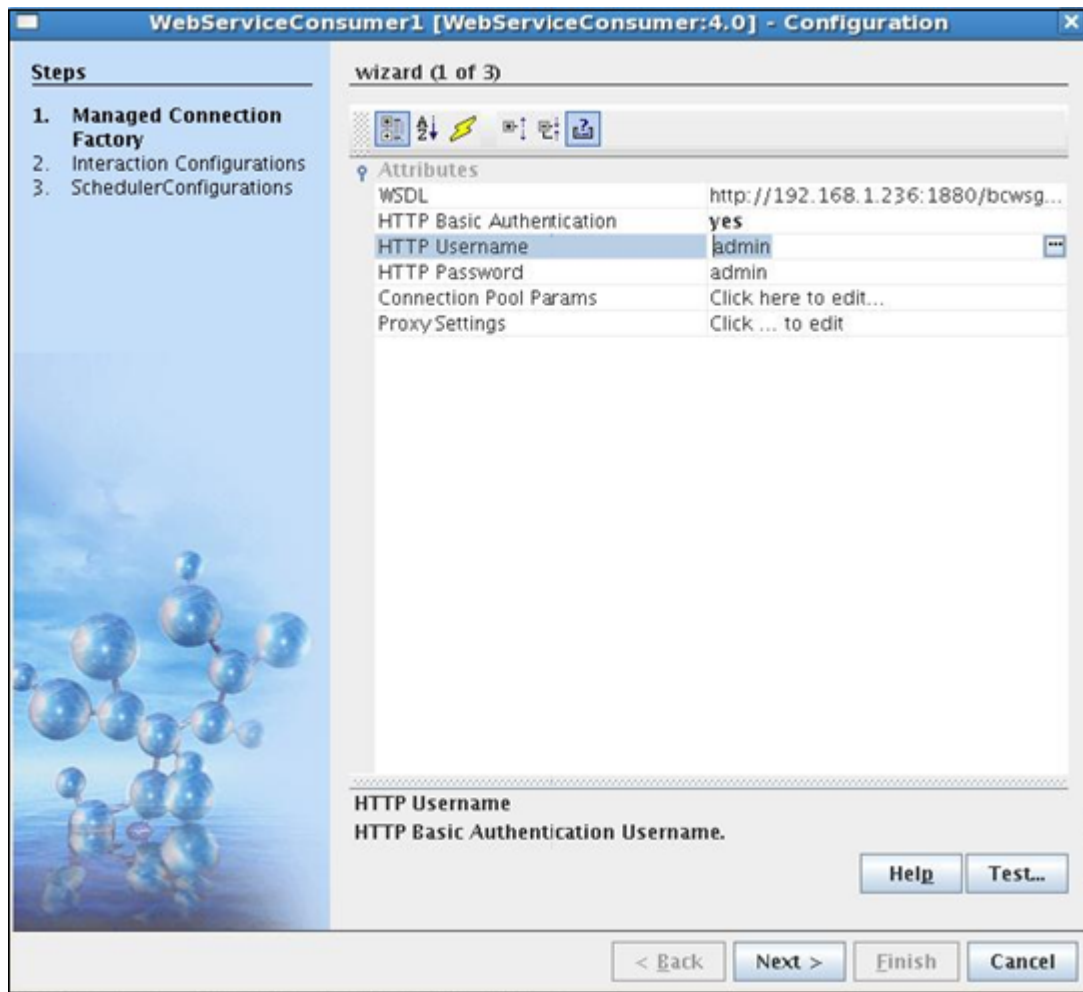 WebServiceConsumer1 [WebServiceConsumer:4.0] - Configuration
Steps
1. Managed Connection
Factory
2. Interaction Configurations
3. SchedulerConfigurations
wizard (1 of 3)
Attributes
WSDL http://192.168.1.236:1880/bcwsg...
HTTP Basic Authentication yes
HTTP Username admin ...
HTTP Password admin
Connection Pool Params Click here to edit...
Proxy Settings Click ... to edit
HTTP Username
HTTP Basic Authentication Username.
Help Test...
< Back Next > Finish Cancel